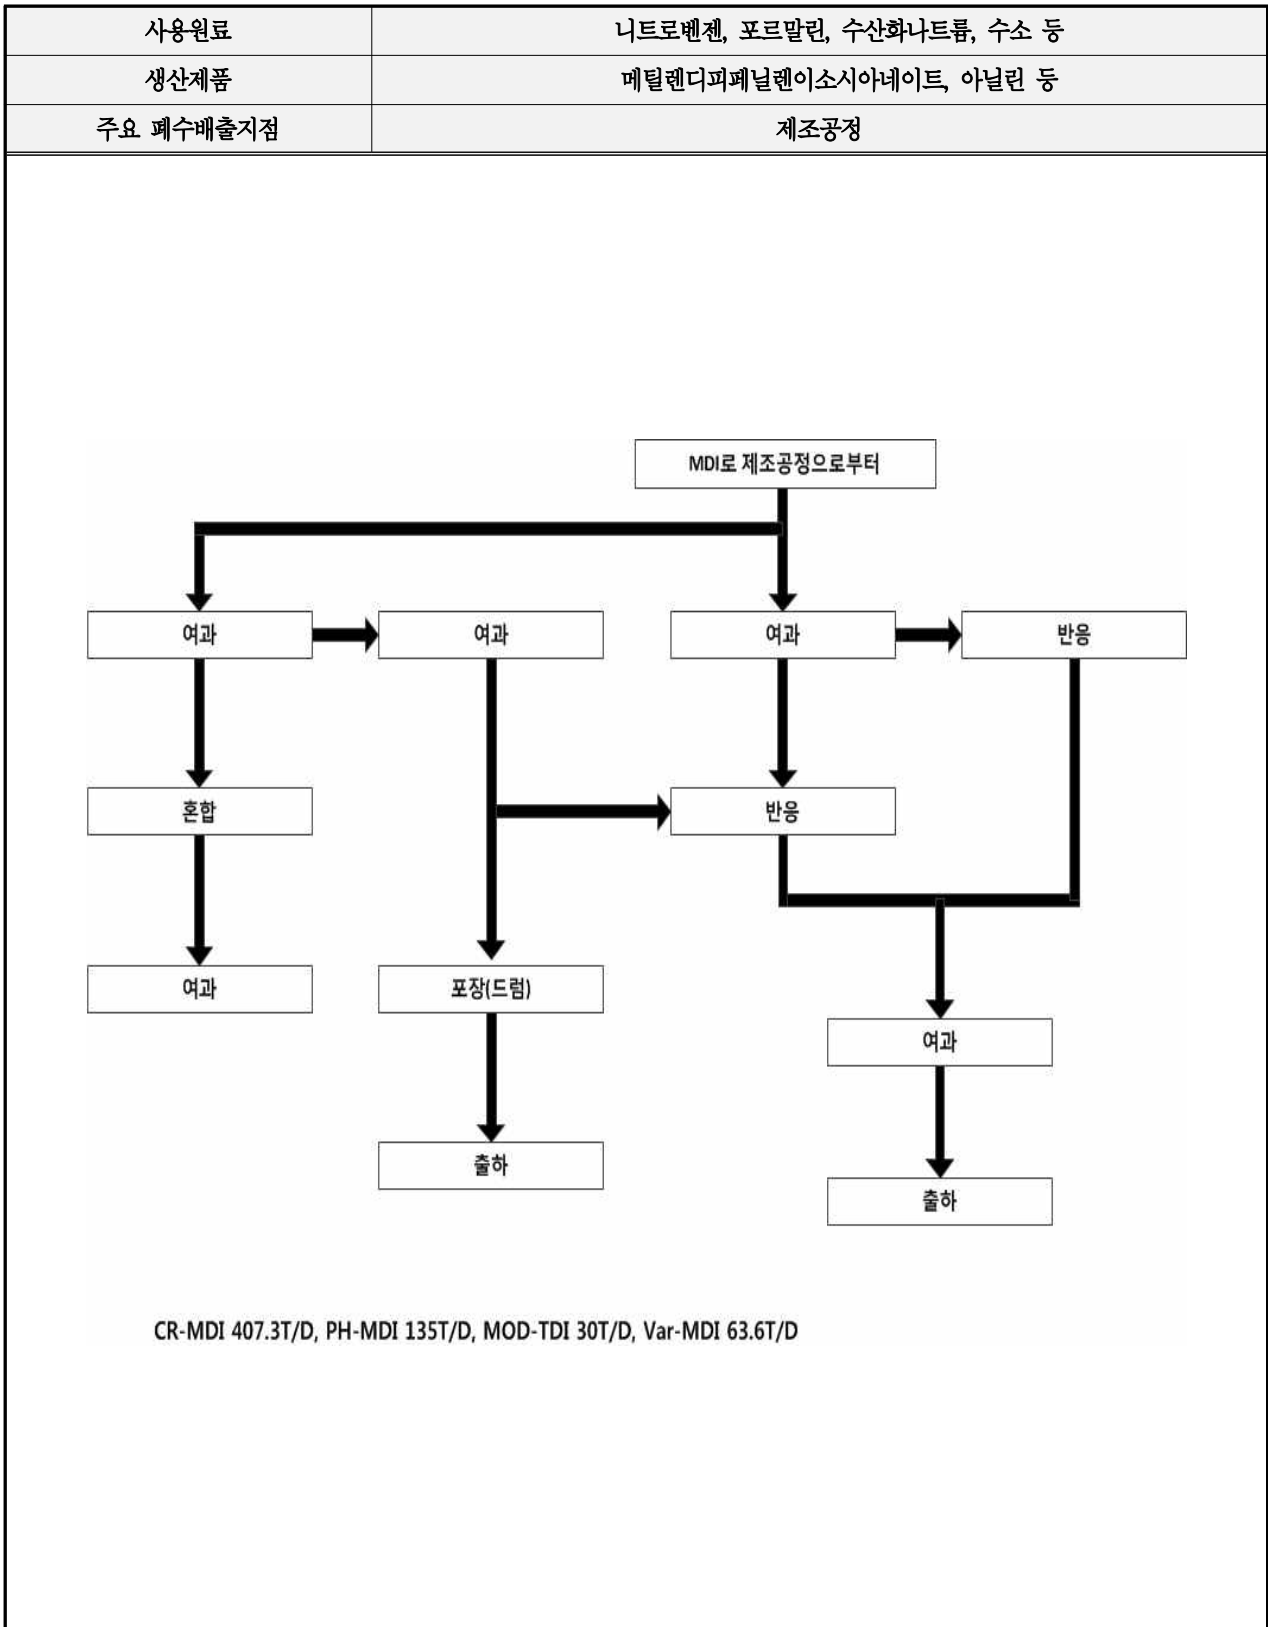 사용원료 니트로벤젠, 포르말린, 수산화나트륨, 수소 등
생산제품 메틸렌디피페닐렌이소시아네이트, 아닐린 등
주요 폐수배출지점 제조공정
MDI로 제조공정으로부터
여과 여과 여과 반응
혼합 반응
여과 포장(드럼)
여과
출하
출하
CR-MDI 407.3T/D, PH-MDI 135T/D, MOD-TDI 30T/D, Var-MDI 63.6T/D